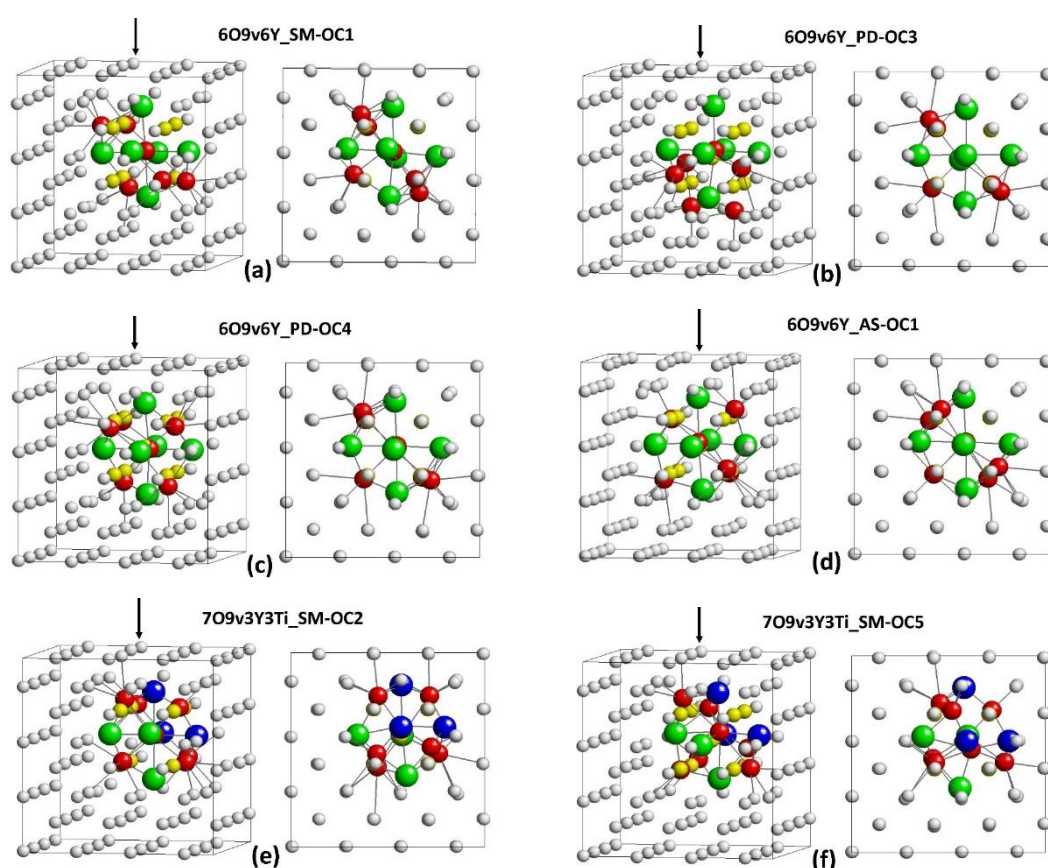 6O9v6Y_SM-OC1
6O9v6Y_PD-OC3
(a)
(b)
6O9v6Y_PD-OC4
6O9v6Y_AS-OC1
(c)
(d)
7O9v3Y3Ti_SM-OC2
7O9v3Y3Ti_SM-OC5
(e)
(f)